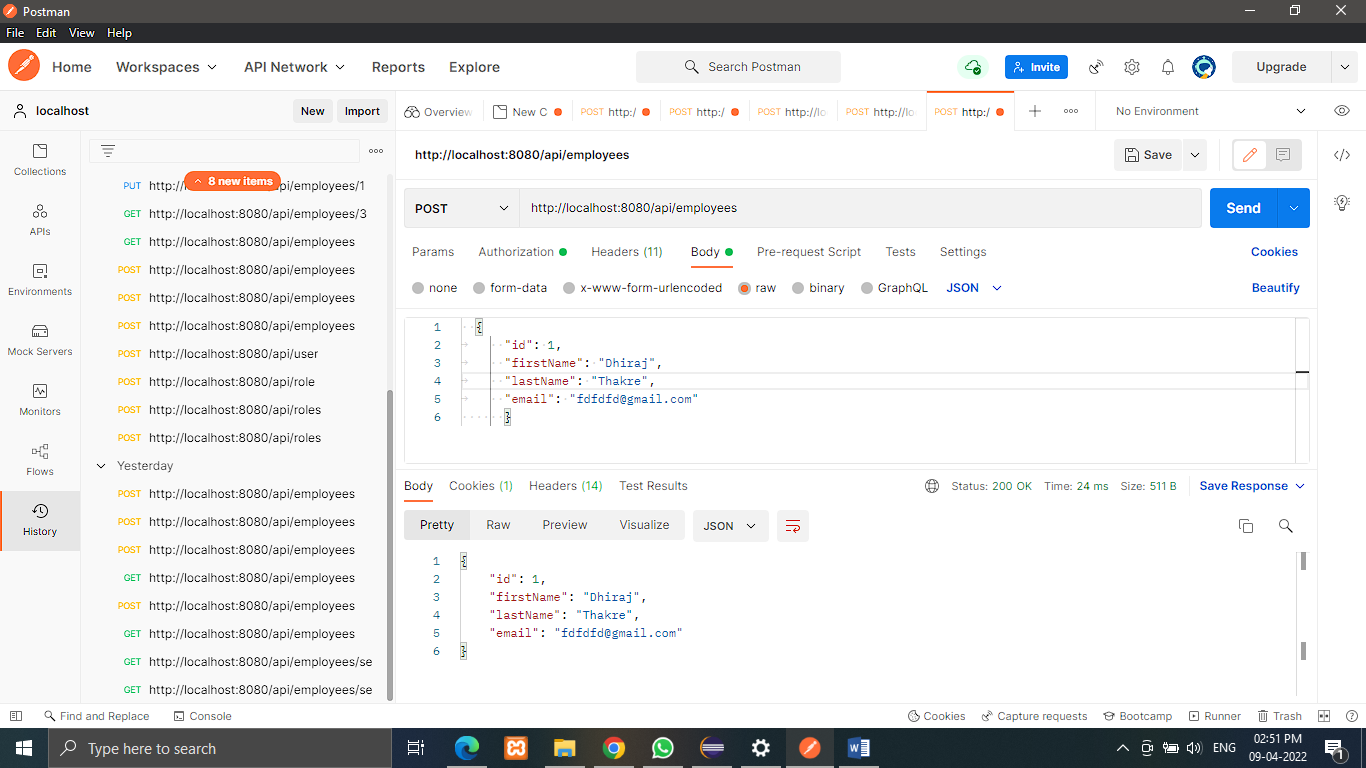 Postman
File Edit View Help
Home Workspaces API Network Reports Explore Search Postman Invite Upgrade
localhost New Import Overview New C POST http:/ POST http:/ POST http://lo POST http://lo POST http:/ No Environment
http://localhost:8080/api/employees Save
Collections
APIs
Environments
Mock Servers
Monitors
Flows
History
8 new items
PUT http:// api/employees/1
GET http://localhost:8080/api/employees/3
GET http://localhost:8080/api/employees
POST http://localhost:8080/api/employees
POST http://localhost:8080/api/employees
POST http://localhost:8080/api/employees
POST http://localhost:8080/api/user
POST http://localhost:8080/api/role
POST http://localhost:8080/api/roles
POST http://localhost:8080/api/roles
Yesterday
POST http://localhost:8080/api/employees
POST http://localhost:8080/api/employees
POST http://localhost:8080/api/employees
GET http://localhost:8080/api/employees
POST http://localhost:8080/api/employees
GET http://localhost:8080/api/employees
GET http://localhost:8080/api/employees/se
GET http://localhost:8080/api/employees/se
POST http://localhost:8080/api/employees Send
Params Authorization Headers (11) Body Pre-request Script Tests Settings Cookies
none form-data x-www-form-urlencoded raw binary GraphQL JSON Beautify
1 {
2 "id": 1,
3 "firstName": "Dhiraj",
4 "lastName": "Thakre",
5 "email": "fdfdfd@gmail.com"
6 }
Body Cookies (1) Headers (14) Test Results Status: 200 OK Time: 24 ms Size: 511 B Save Response
Pretty Raw Preview Visualize JSON
1 {
2 "id": 1,
3 "firstName": "Dhiraj",
4 "lastName": "Thakre",
5 "email": "fdfdfd@gmail.com"
6 }
Find and Replace Console Cookies Capture requests Bootcamp Runner Trash
Type here to search ENG 02:51 PM
09-04-2022 1